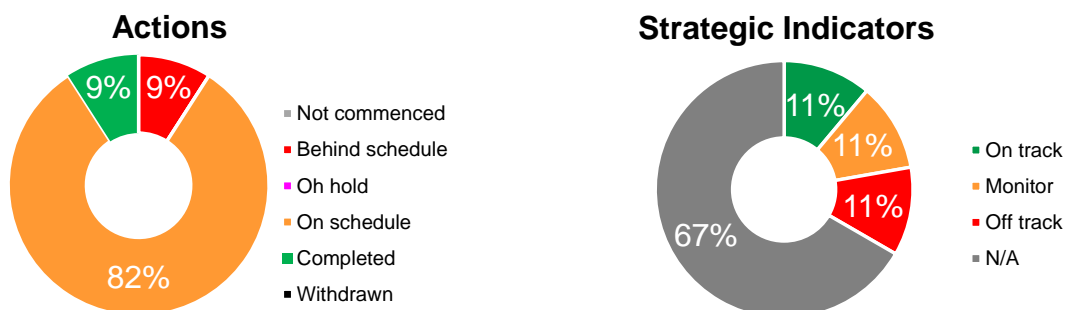 Actions
9%
9%
82%
Not commenced
Behind schedule
Oh hold
On schedule
Completed
Withdrawn
Strategic Indicators
11%
11%
11%
67%
On track
Monitor
Off track
N/A